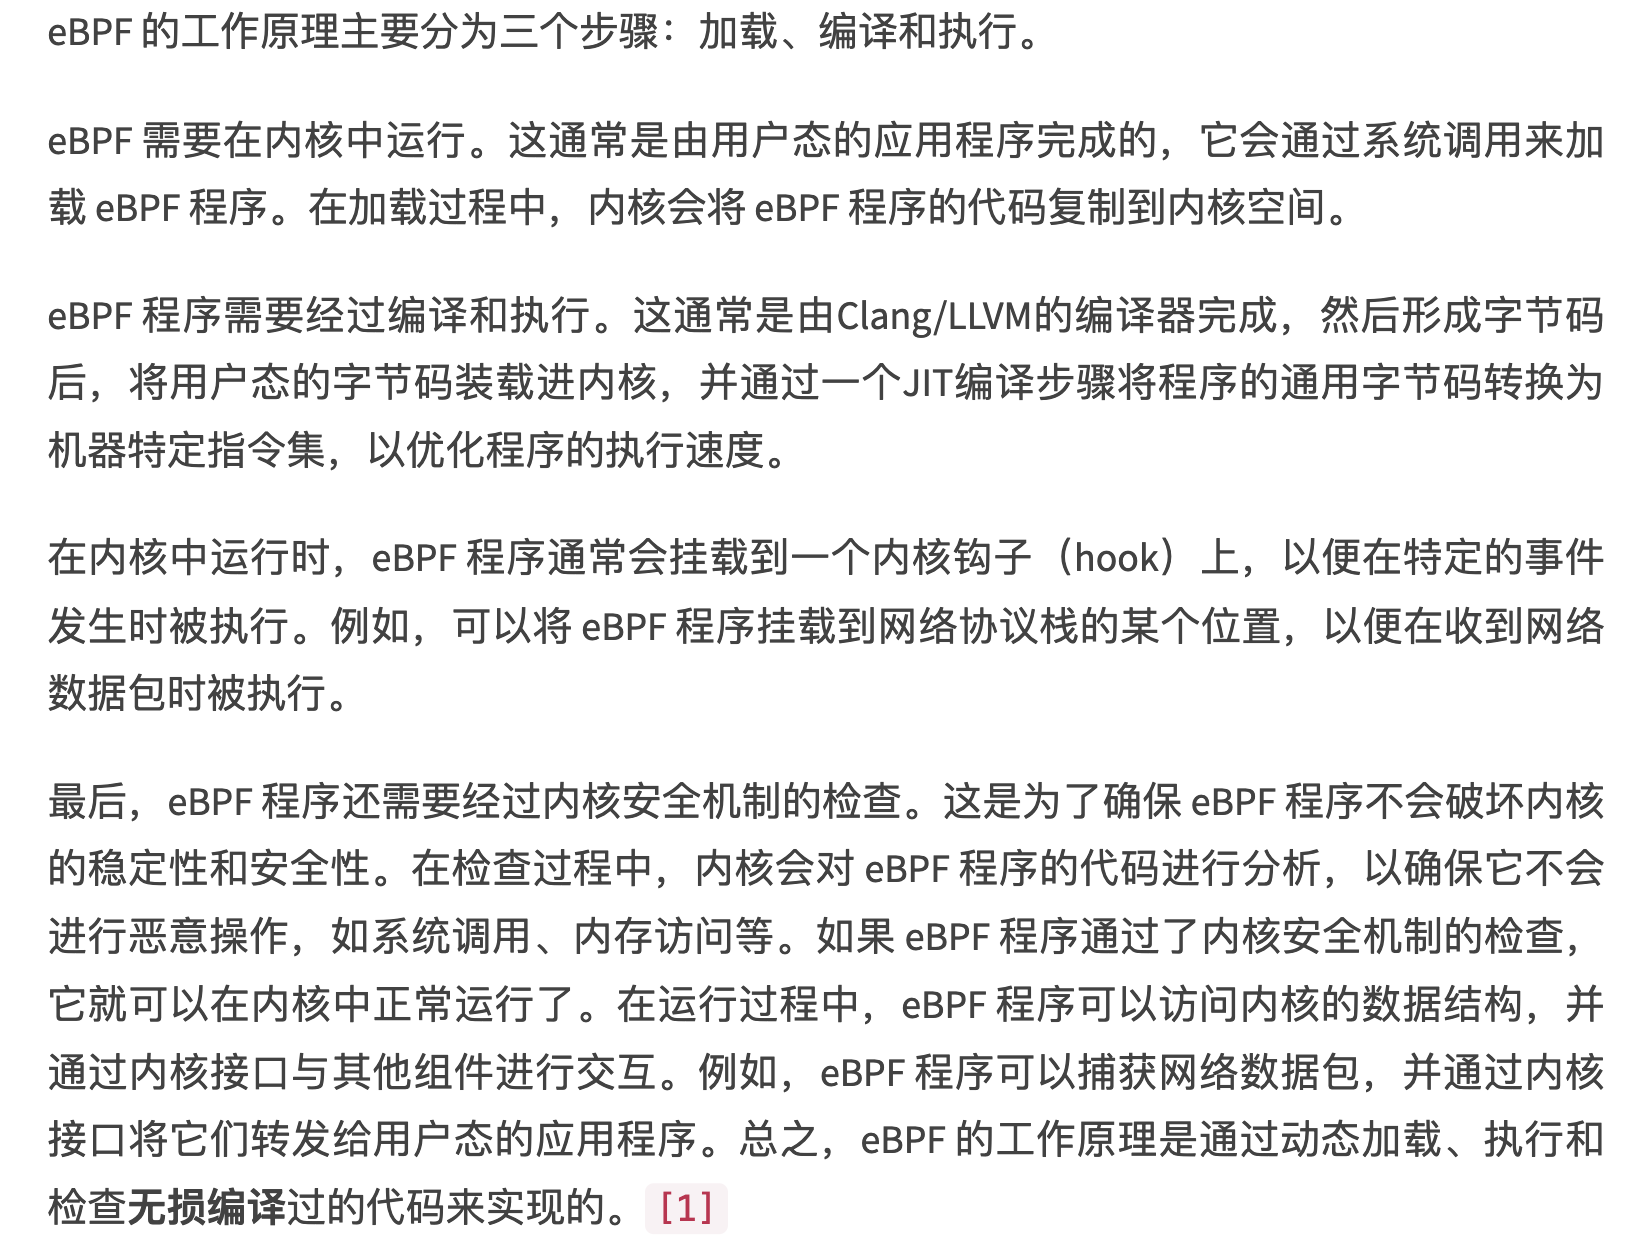 eBPF 的工作原理主要分为三个步骤：加载、编译和执行。
eBPF 需要在内核中运行。这通常是由用户态的应用程序完成的，它会通过系统调用来加
载 eBPF 程序。在加载过程中，内核会将 eBPF 程序的代码复制到内核空间。
eBPF 程序需要经过编译和执行。这通常是由Clang/LLVM的编译器完成，然后形成字节码
后，将用户态的字节码装载进内核，并通过一个JIT编译步骤将程序的通用字节码转换为
机器特定指令集，以优化程序的执行速度。
在内核中运行时，eBPF 程序通常会挂载到一个内核钩子（hook）上，以便在特定的事件
发生时被执行。例如，可以将 eBPF 程序挂载到网络协议栈的某个位置，以便在收到网络
数据包时被执行。
最后，eBPF 程序还需要经过内核安全机制的检查。这是为了确保 eBPF 程序不会破坏内核
的稳定性和安全性。在检查过程中，内核会对 eBPF 程序的代码进行分析，以确保它不会
进行恶意操作，如系统调用、内存访问等。如果 eBPF 程序通过了内核安全机制的检查，
它就可以在内核中正常运行了。在运行过程中，eBPF 程序可以访问内核的数据结构，并
通过内核接口与其他组件进行交互。例如，eBPF 程序可以捕获网络数据包，并通过内核
接口将它们转发给用户态的应用程序。总之，eBPF 的工作原理是通过动态加载、执行和
检查无损编译过的代码来实现的。[1]